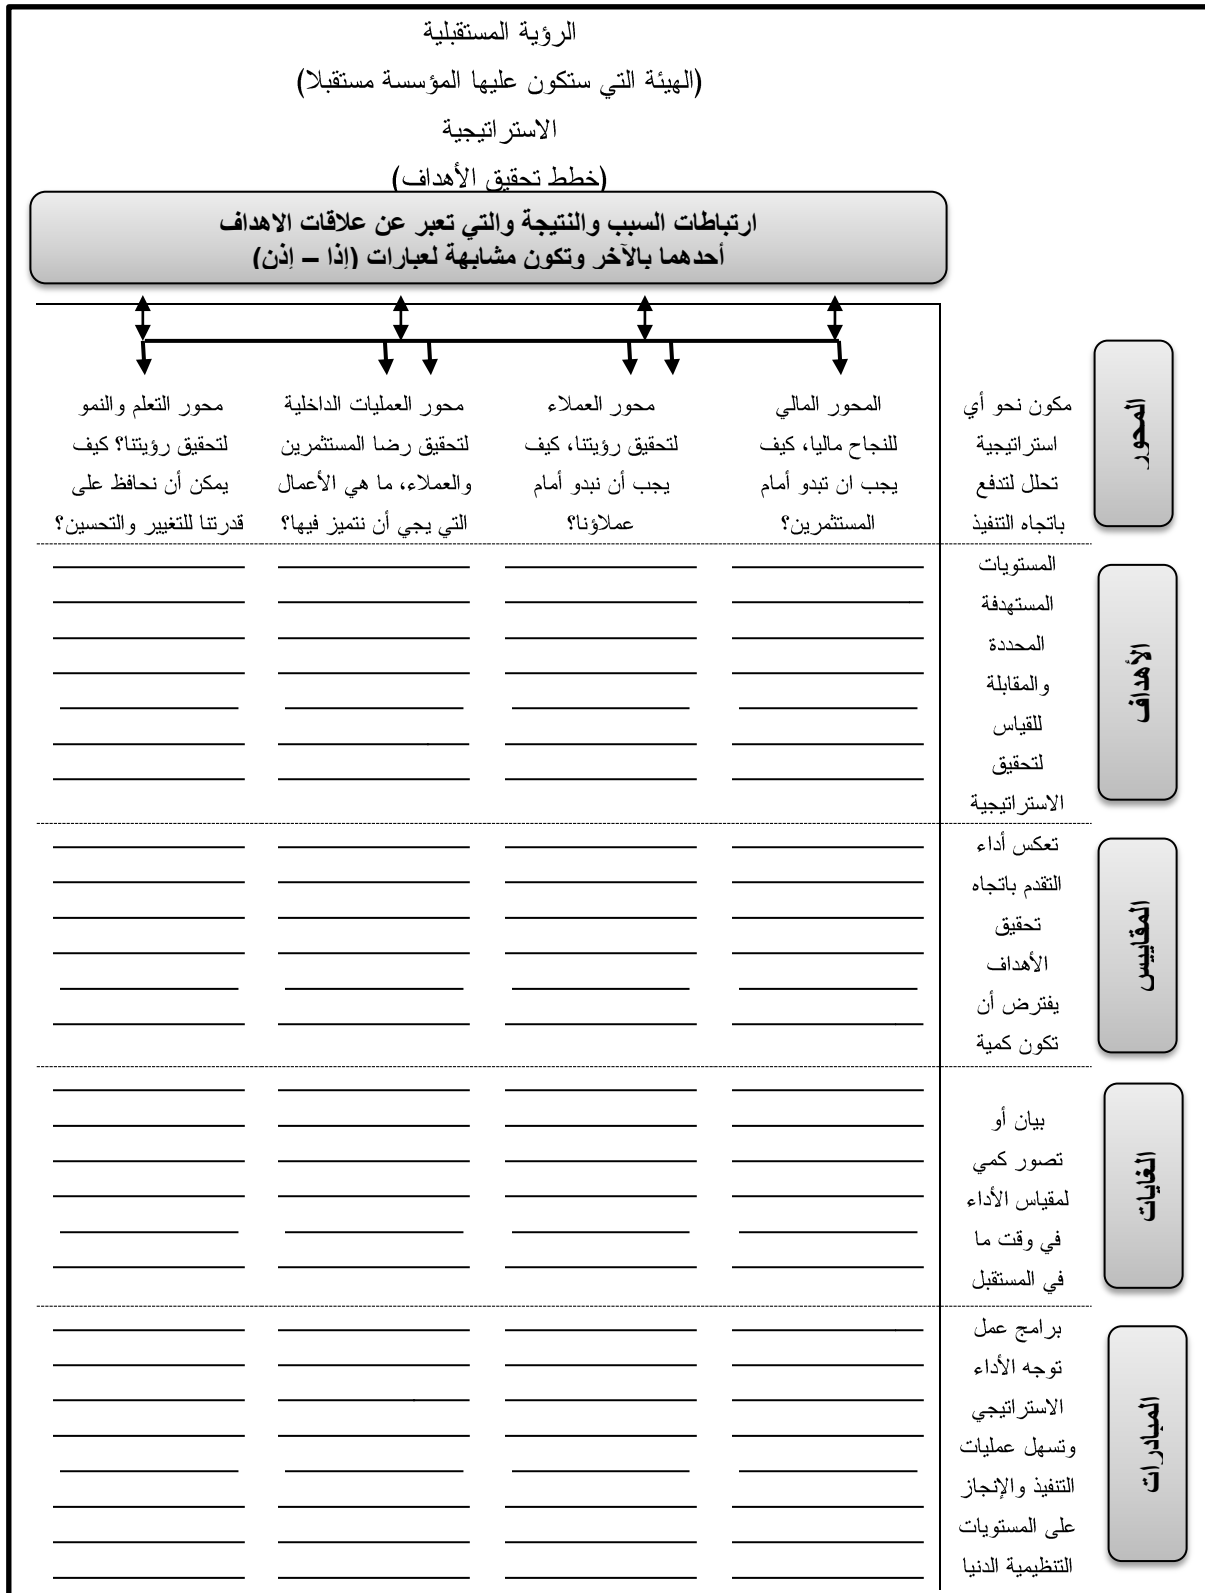 الرؤية المستقبلية
(الهيئة التي ستكون عليها المؤسسة مستقبلا)
الاستراتيجية
(خطط تحقيق الأهداف)
ارتباطات السبب والنتيجة والتي تعبر عن علاقات الاهداف
أحدهما بالآخر وتكون مشابهة لعبارات (إذا – إذن)
المحور
مكون نحو أي
استراتيجية
تحلل لتدفع
باتجاه التنفيذ
المحور المالي
للنجاح ماليا، كيف
يجب ان تبدو أمام
المستثمرين؟
محور العملاء
لتحقيق رؤيتنا، كيف
يجب أن نبدو أمام
عملاؤنا؟
محور العمليات الداخلية
لتحقيق رضا المستثمرين
والعملاء، ما هي الأعمال
التي يجي أن نتميز فيها؟
محور التعلم والنمو
لتحقيق رؤيتنا؟ كيف
يمكن أن نحافظ على
قدرتنا للتغيير والتحسين؟
الأهداف
المستويات
المستهدفة
المحددة
والمقابلة
للقياس
لتحقيق
الاستراتيجية
المقاييس
تعكس أداء
التقدم باتجاه
تحقيق
الأهداف
يفترض أن
تكون كمية
الغايات
بيان أو
تصور كمي
لمقياس الأداء
في وقت ما
في المستقبل
المبادرات
برامج عمل
توجه الأداء
الاستراتيجي
وتسهل عمليات
التنفيذ والإنجاز
على المستويات
التنظيمية الدنيا